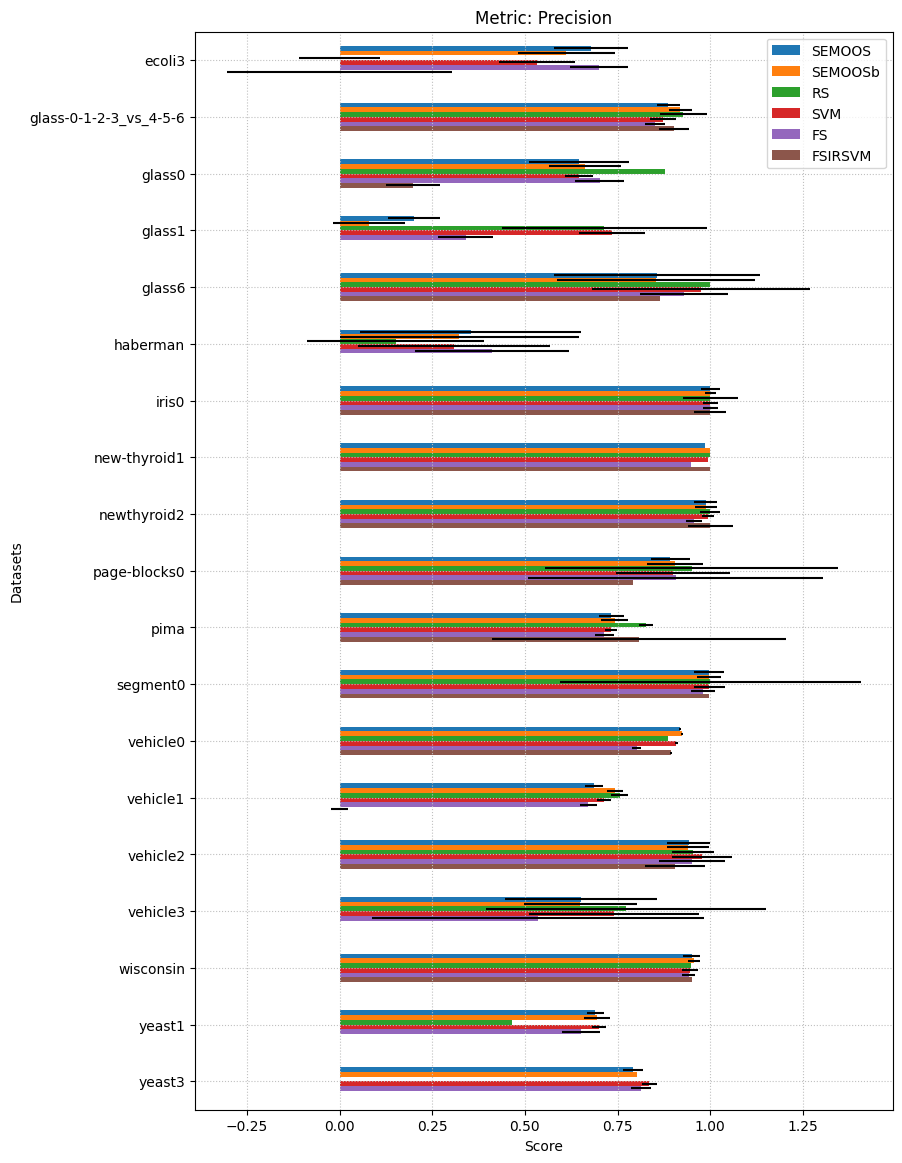 Metric: Precision
SEMOOS
SEMOOSb
RS
SVM
FS
FSIRSVM
Datasets
ecoli3
glass-0-1-2-3_vs_4-5-6
glass0
glass1
glass6
haberman
iris0
new-thyroid1
newthyroid2
page-blocks0
pima
segment0
vehicle0
vehicle1
vehicle2
vehicle3
wisconsin
yeast1
yeast3
−0.25 0.00 0.25 0.50 0.75 1.00 1.25
Score